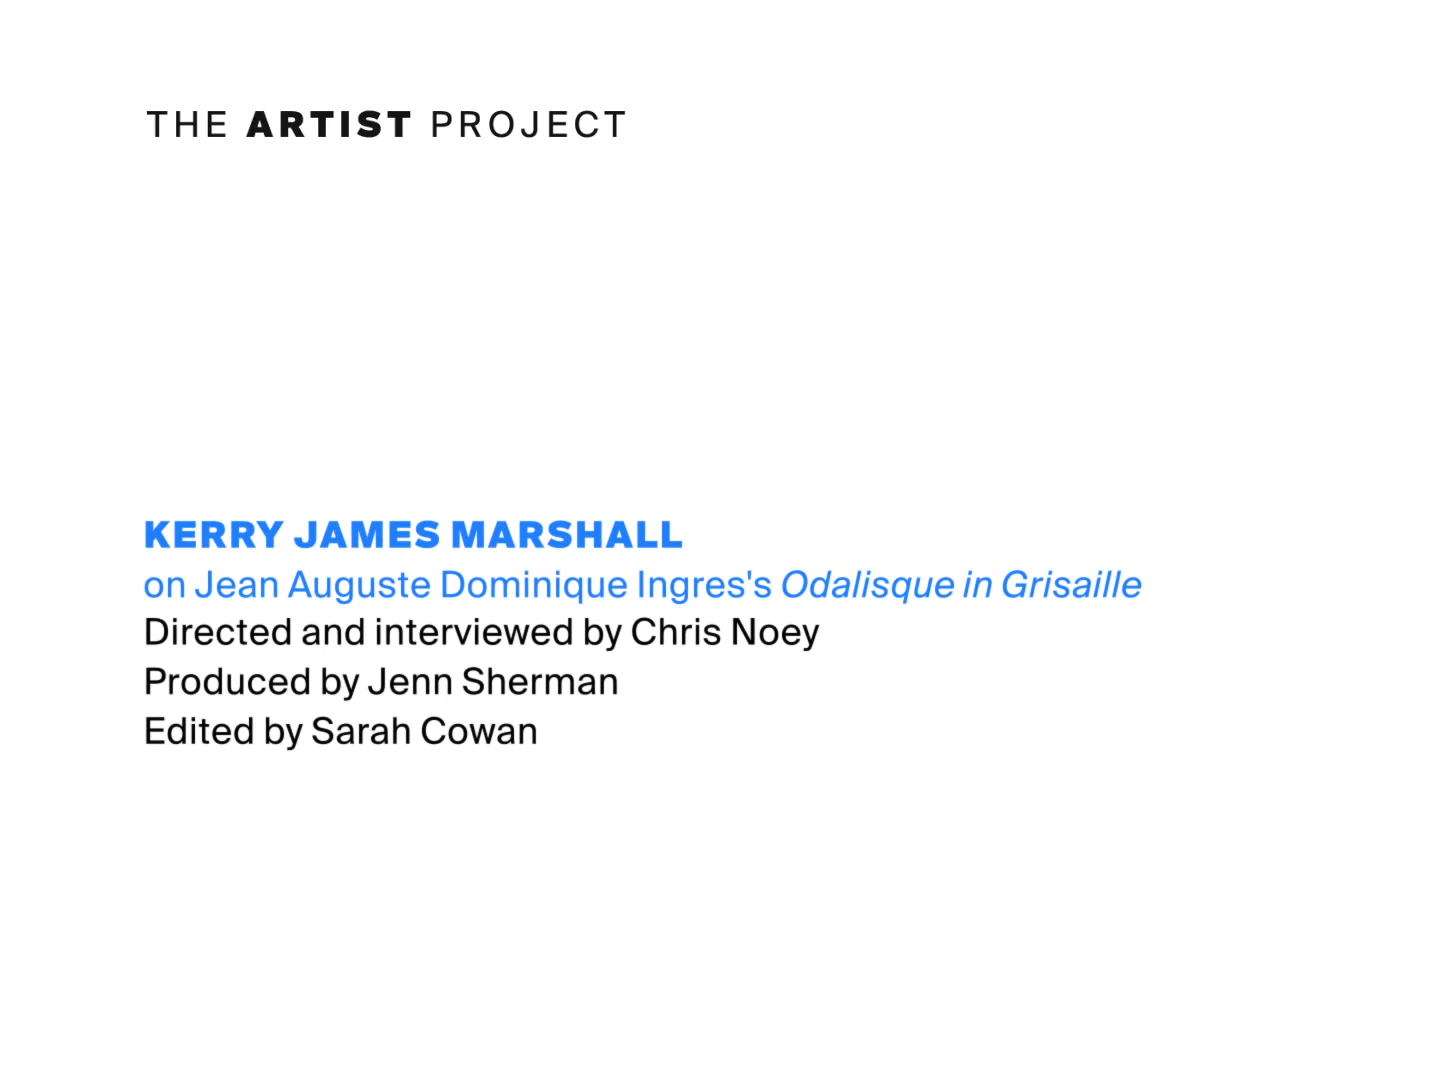 THE ARTIST PROJECT
KERRY JAMES MARSHALL
on Jean Auguste Dominique Ingres's Odalisque in Grisaille
Directed and interviewed by Chris Noey
Produced by Jenn Sherman
Edited by Sarah Cowan